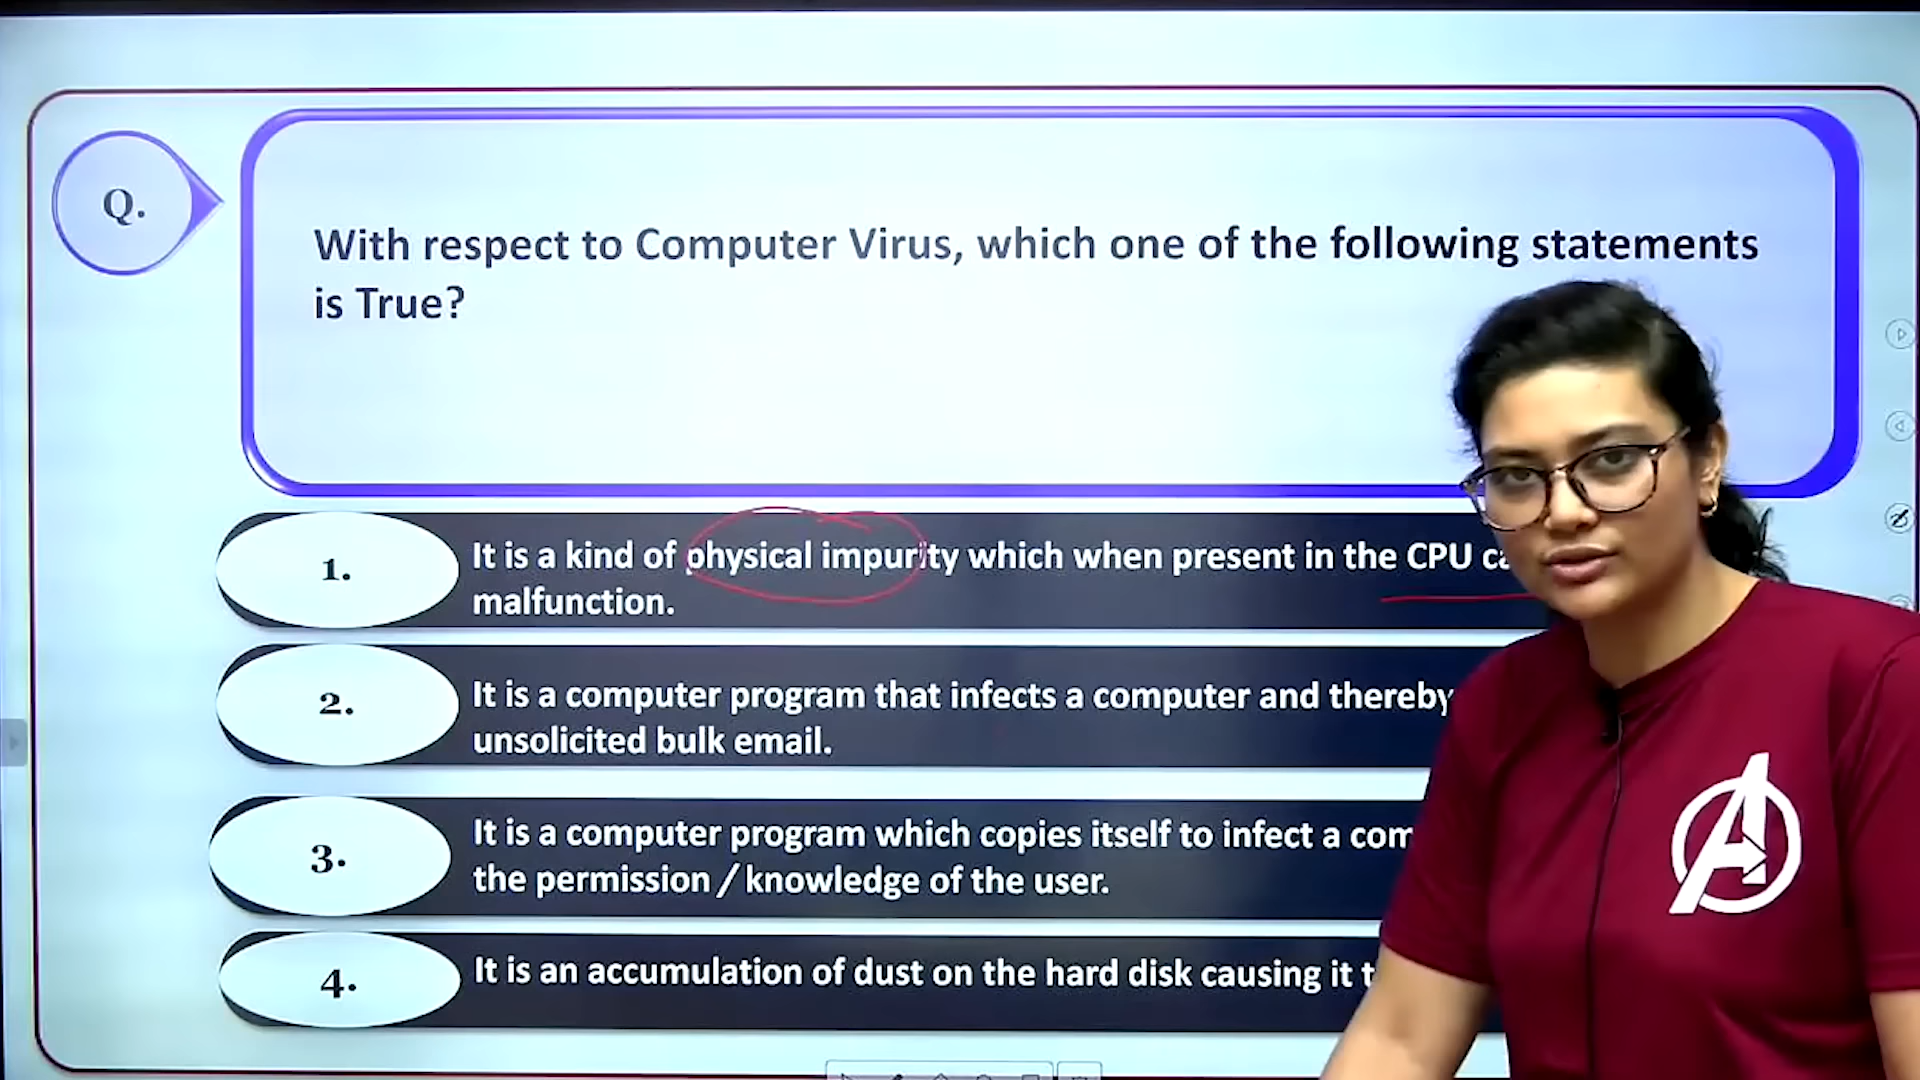 Q.
With respect to Computer Virus, which one of the following statements
is True?
1.
It is a kind of physical impurity which when present in the CPU
malfunction.
2.
It is a computer program that infects a computer and thereby
unsolicited bulk email.
3.
It is a computer program which copies itself to infect a
the permission / knowledge of the user.
4.
It is an accumulation of dust on the hard disk causing it